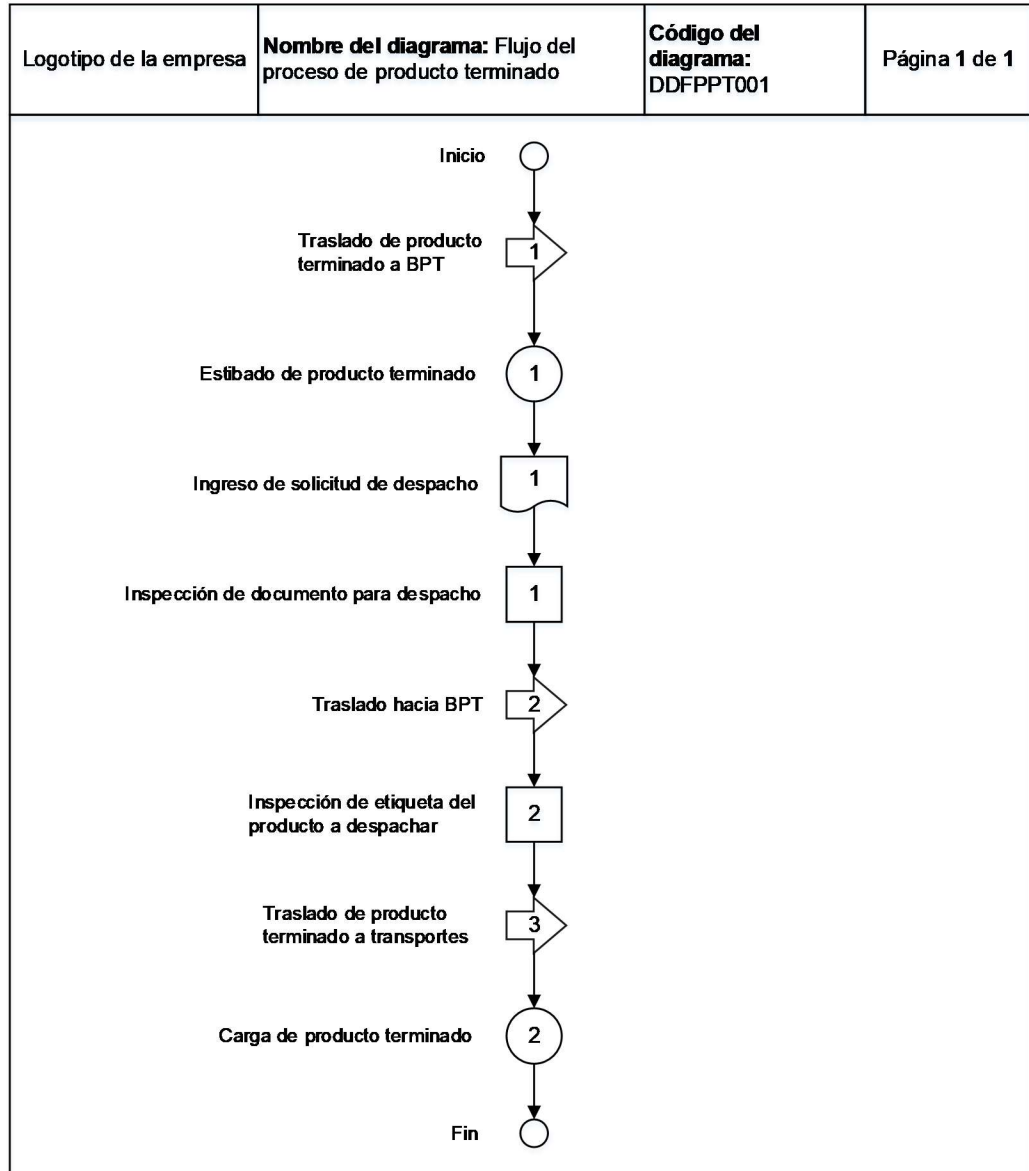 Logotipo de la empresa
Nombre del diagrama: Flujo del
proceso de producto terminado
Código del
diagrama:
DDFPPT001
Página 1 de 1
Inicio
Traslado de producto
terminado a BPT
1
Estibado de producto terminado
1
Ingreso de solicitud de despacho
1
Inspección de documento para despacho
1
Traslado hacia BPT
2
Inspección de etiqueta del
producto a despachar
2
Traslado de producto
terminado a transportes
3
Carga de producto terminado
2
Fin